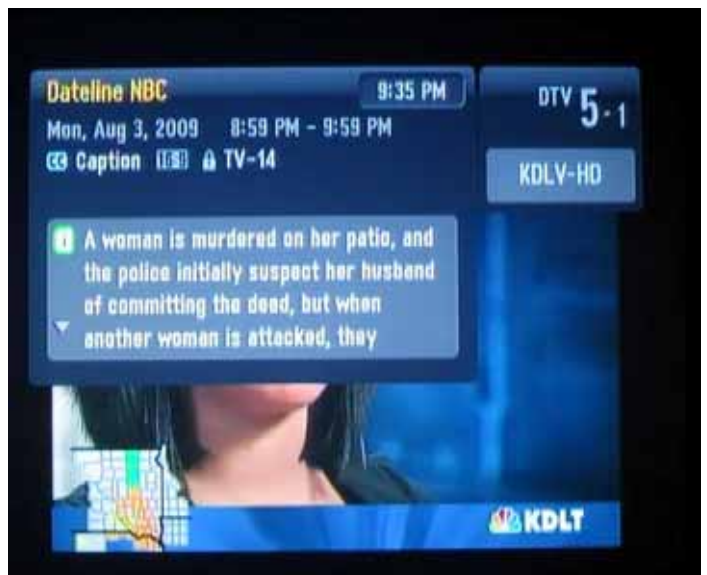 Dateline NBC
9:35 PM
DTV 5-1
Mon, Aug 3, 2009 8:59 PM - 9:59 PM
CC Caption TV-14
KDLV-HD
i A woman is murdered on her patio, and
the police initially suspect her husband
of committing the deed, but when
another woman is attacked, they
KDLT